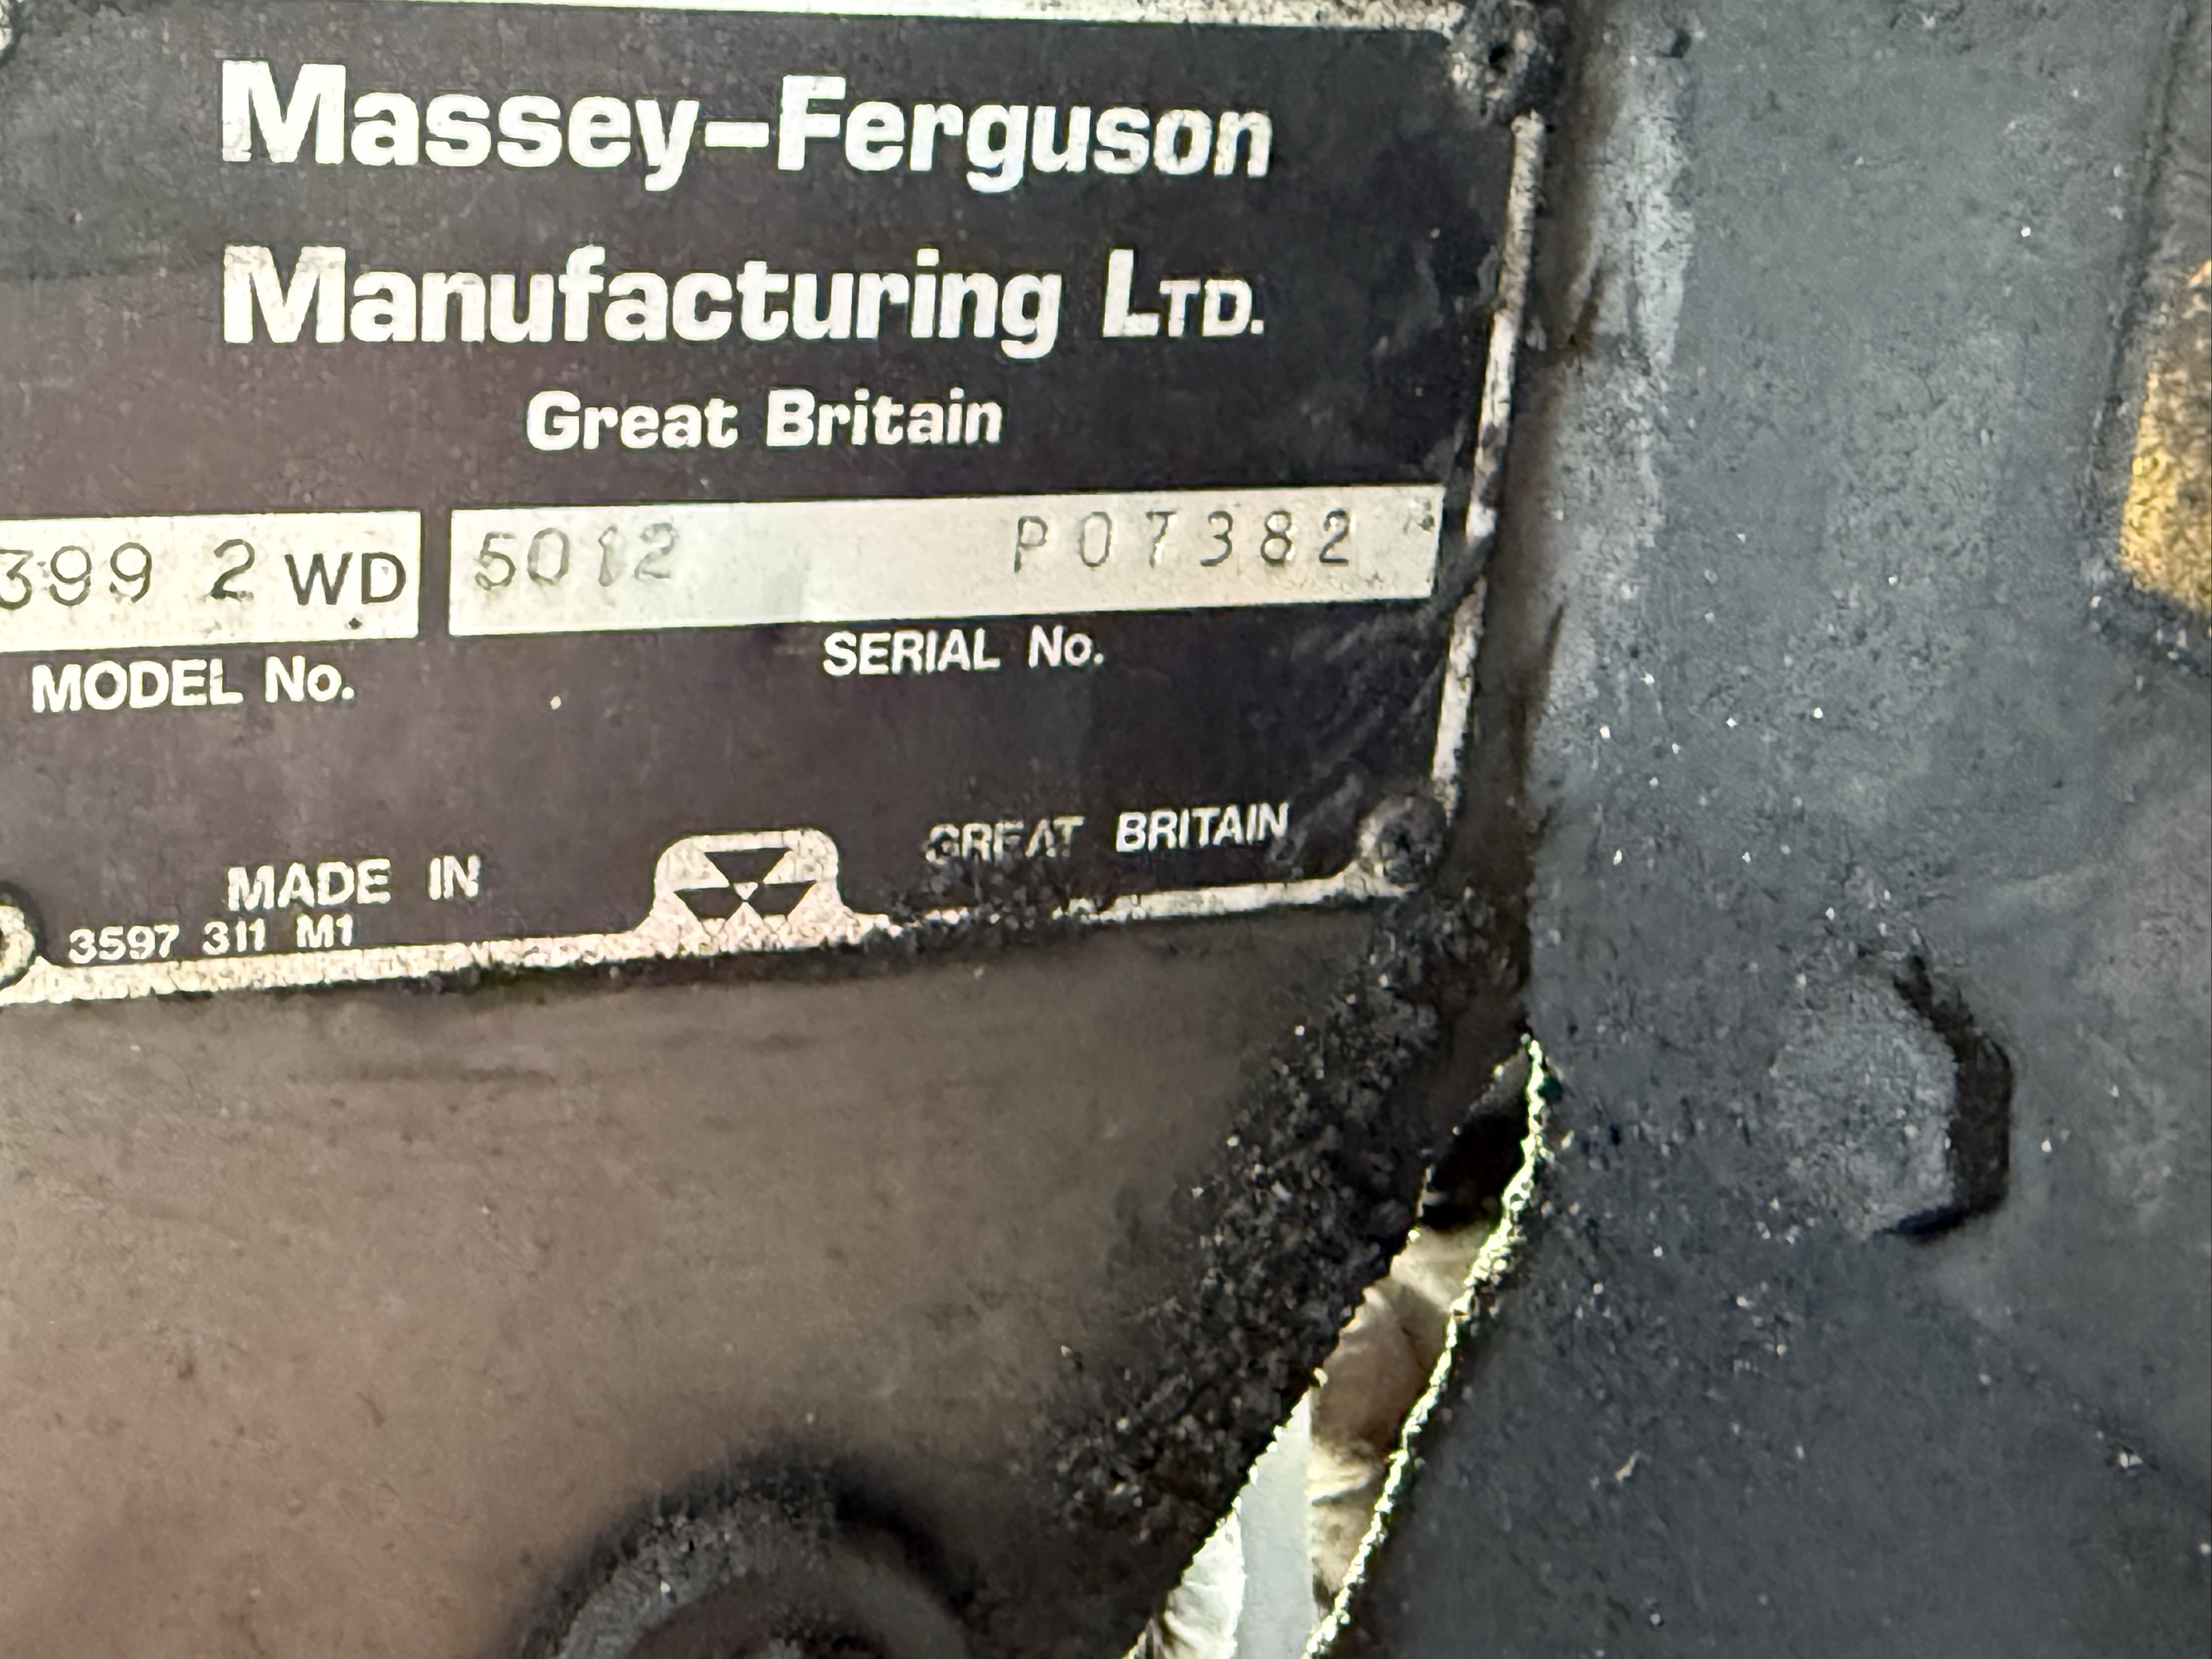 Massey-Ferguson
Manufacturing LTD.
Great Britain
399 2 WD 5012 P07382
MODEL No. SERIAL No.
MADE IN GREAT BRITAIN
3597 311 M1